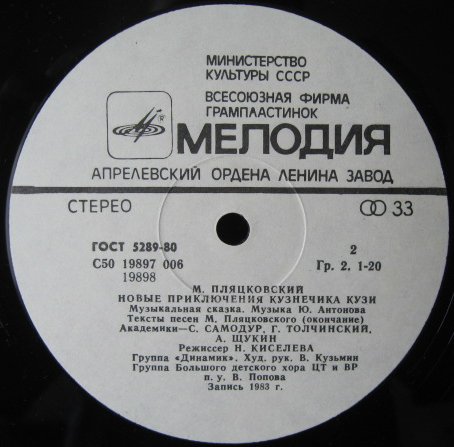 МИНИСТЕРСТВО
КУЛЬТУРЫ СССР
ВСЕСОЮЗНАЯ ФИРМА
ГРАМПЛАСТИНОК
МЕЛОДИЯ
АПРЕЛЕВСКИЙ ОРДЕНА ЛЕНИНА ЗАВОД
СТЕРЕО 33
ГОСТ 5289-80 2
С50 19897 006 Гр. 2. 1-20
19898
М. ПЛЯЦКОВСКИЙ
НОВЫЕ ПРИКЛЮЧЕНИЯ КУЗНЕЧИКА КУЗИ
Музыкальная сказка. Музыка Ю. Антонова
Тексты песен М. Пляцковского (окончание)
Академики—С. САМОДУР, Г. ТОЛЧИНСКИЙ,
А. ЩУКИН
Режиссер Н. КИСЕЛЕВА
Группа «Динамик». Худ. рук. В. Кузьмин
Группа Большого детского хора ЦТ и ВР
п. у. В. Попова
Запись 1983 г.